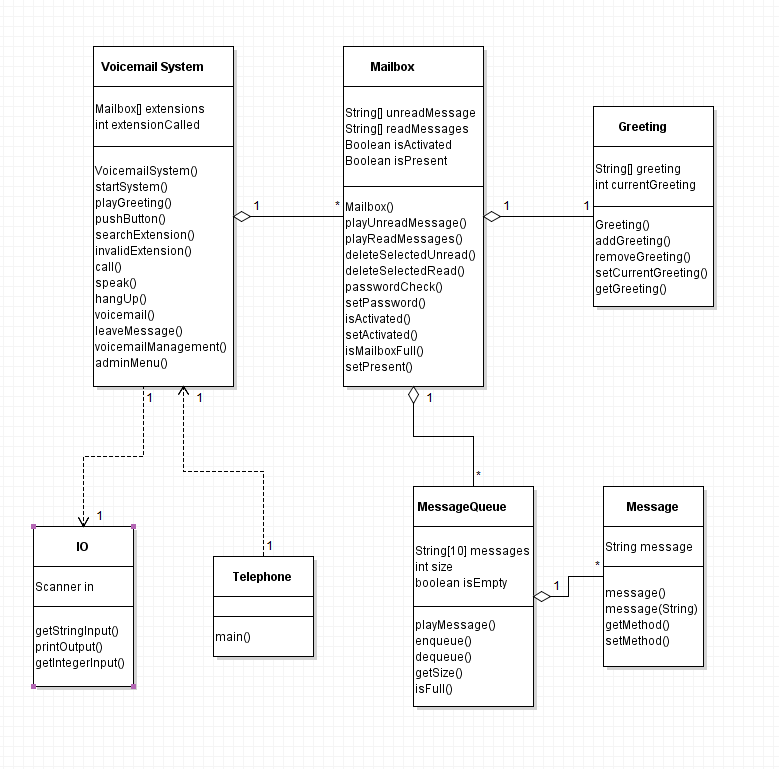 Voicemail System
Mailbox[] extensions
int extensionCalled
VoicemailSystem()
startSystem()
playGreeting()
pushButton()
searchExtension()
invalidExtension()
call()
speak()
hangUp()
voicemail()
leaveMessage()
voicemailManagement()
adminMenu()
1
*
Mailbox
String[] unreadMessage
String[] readMessages
Boolean isActivated
Boolean isPresent
Mailbox()
playUnreadMessage()
playReadMessages()
deleteSelectedUnread()
deleteSelectedRead()
passwordCheck()
setPassword()
isActivated()
setActivated()
isMailboxFull()
setPresent()
1
1
Greeting
String[] greeting
int currentGreeting
Greeting()
addGreeting()
removeGreeting()
setCurrentGreeting()
getGreeting()
1
1
1
*
1
IO
Scanner in
getStringInput()
printOutput()
getIntegerInput()
1
Telephone
main()
MessageQueue
String[10] messages
int size
boolean isEmpty
playMessage()
enqueue()
dequeue()
getSize()
isFull()
1
*
Message
String message
message()
message(String)
getMethod()
setMethod()